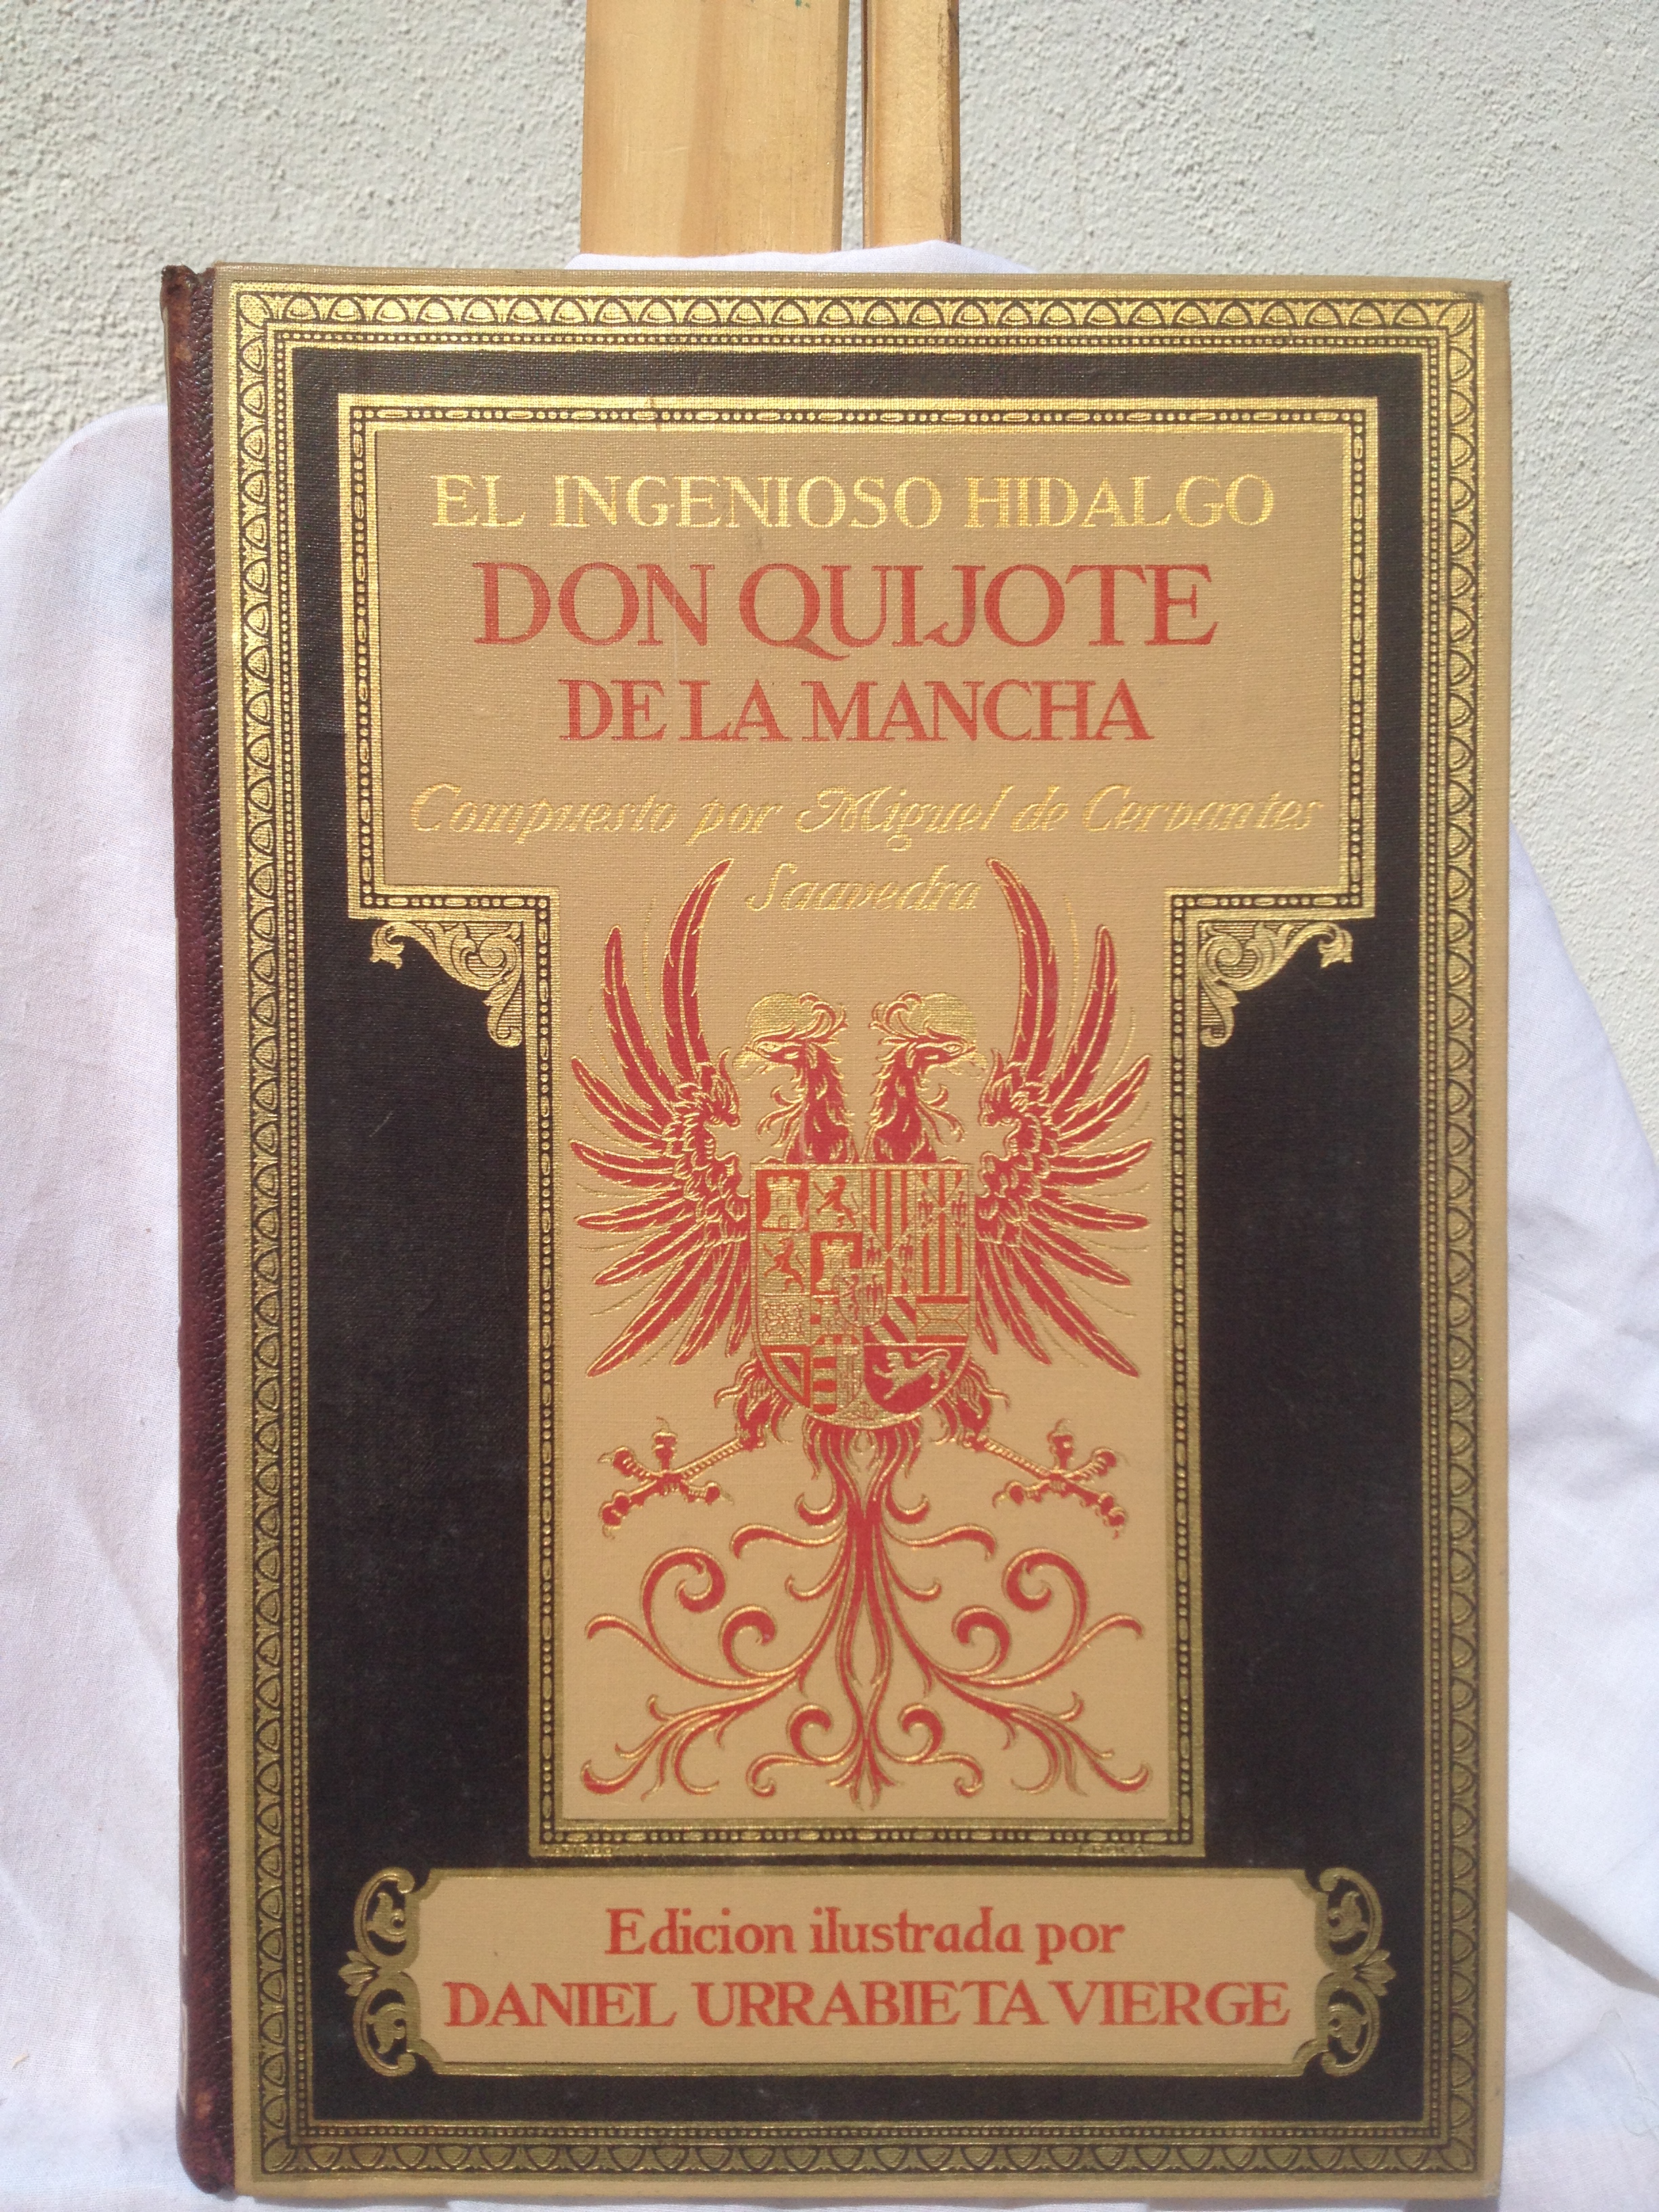 EL INGENIOSO HIDALGO
DON QUIJOTE
DE LA MANCHA
Compuesto por Miguel de Cervantes
Saavedra
Edicion ilustrada por
DANIEL URRABIETA VIERGE